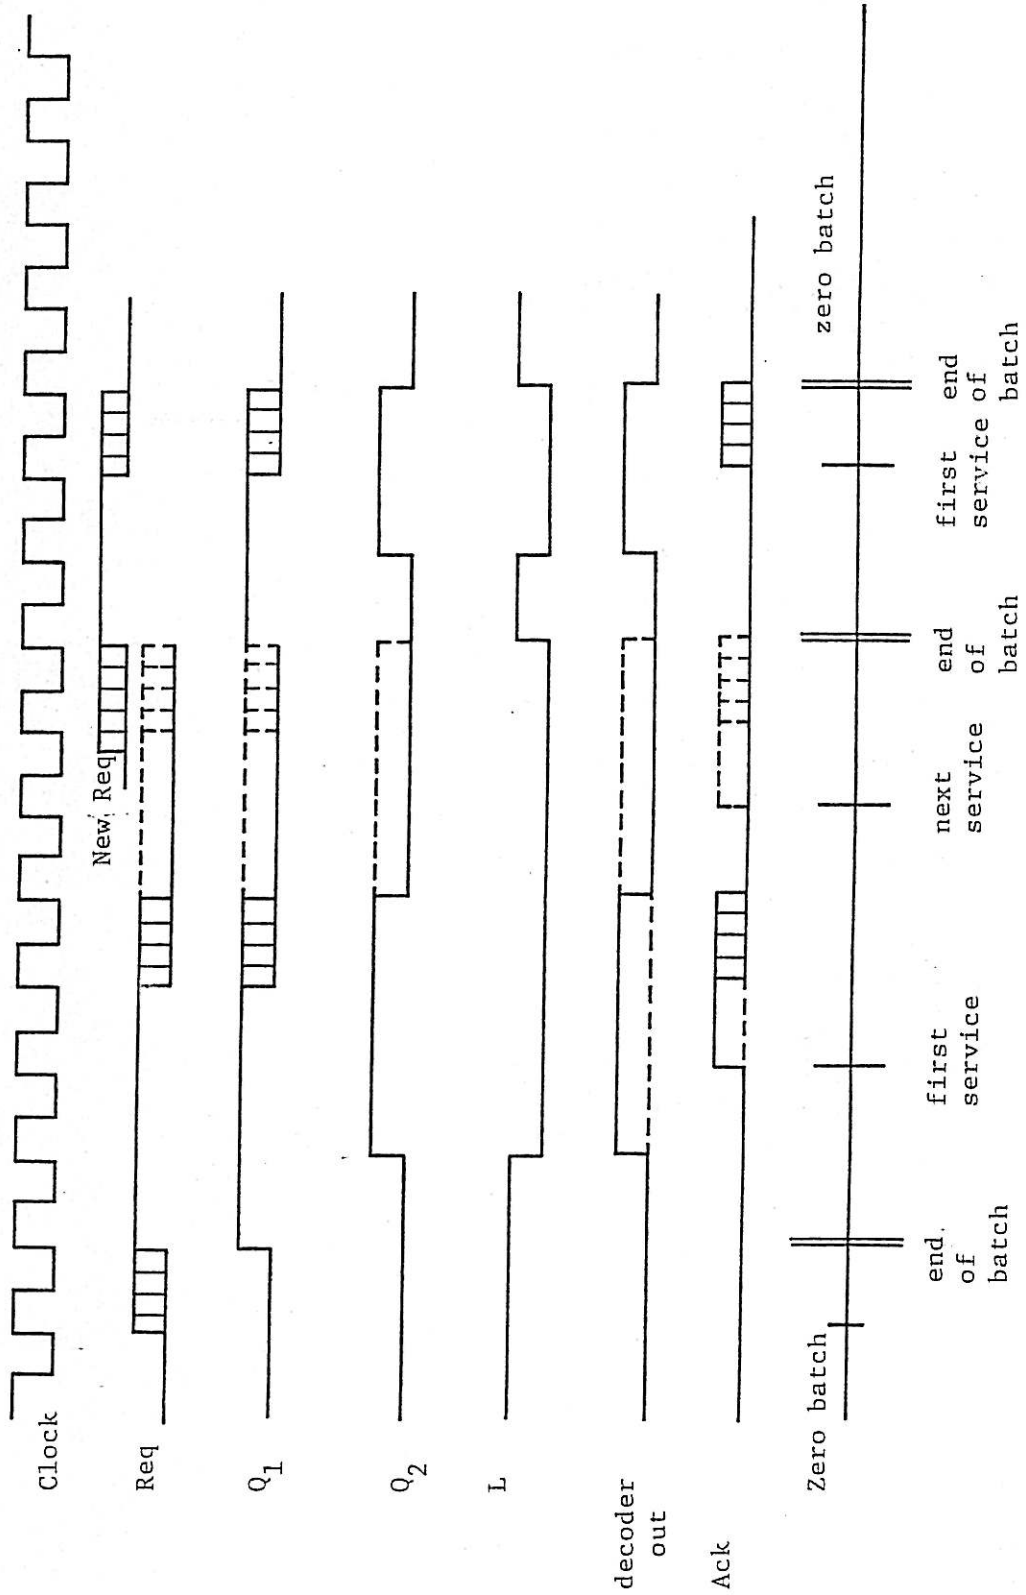 Clock
New Req
Req
Q1
Q2
L
decoder
out
Ack
Zero batch
zero batch
end
of
batch
first
service
next
service
end
of
batch
first
service
end
of
batch